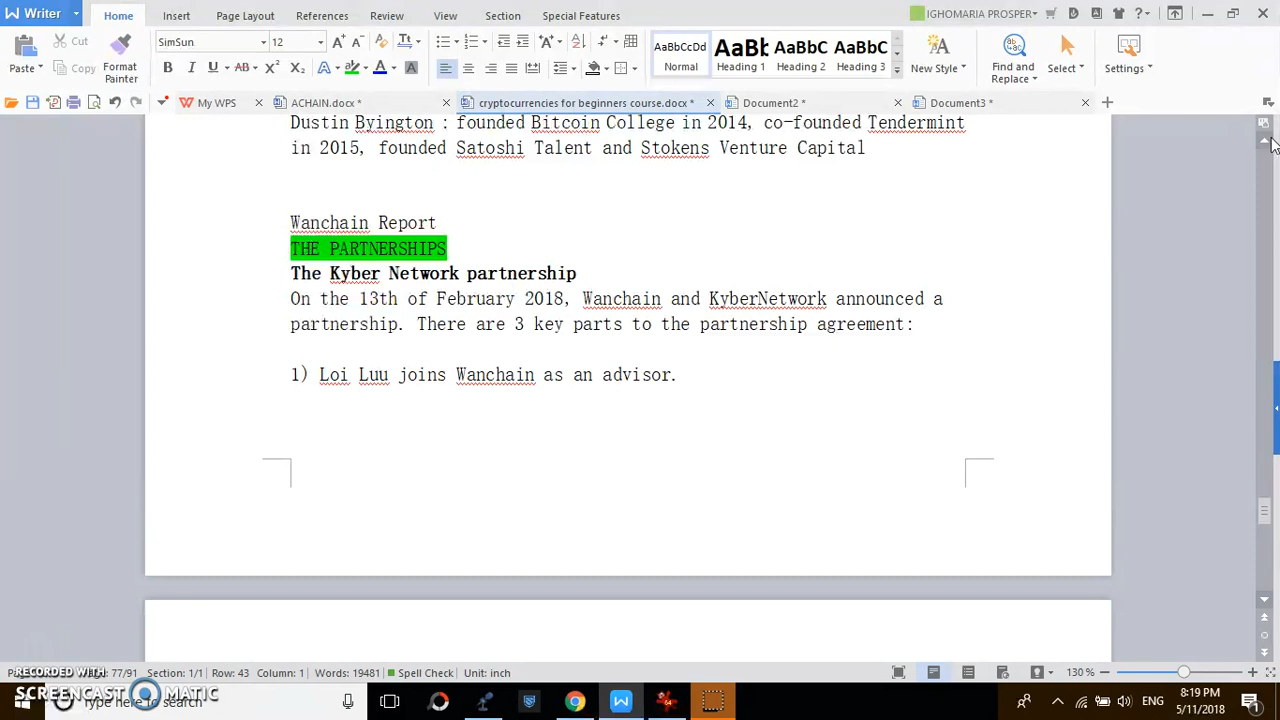 Writer
Home Insert Page Layout References Review View Section Special Features
IGHOMARIA PROSPER
Paste Cut Copy Format Painter
SimSun 12
AaBbCcDd AaBb AaBbC AaBbC
Normal Heading 1 Heading 2 Heading 3
New Style Find and Replace Select Settings
My WPS ACHAIN.docx * cryptocurrencies for beginners course.docx * Document2 * Document3 *
Dustin Byington : founded Bitcoin College in 2014, co-founded Tendermint
in 2015, founded Satoshi Talent and Stokens Venture Capital
Wanchain Report
THE PARTNERSHIPS
The Kyber Network partnership
On the 13th of February 2018, Wanchain and KyberNetwork announced a
partnership. There are 3 key parts to the partnership agreement:
1) Loi Luu joins Wanchain as an advisor.
77/91 Section: 1/1 Row: 43 Column: 1 Words: 19481 Spell Check Unit: inch 130 %
RECORDED WITH
SCREENCAST MATIC
here to search
ENG
8:19 PM
5/11/2018